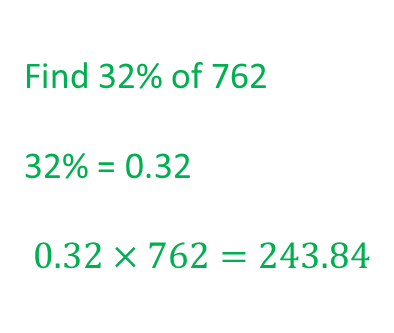 Find 32% of 762
32% = 0.32
0.32 × 762 = 243.84